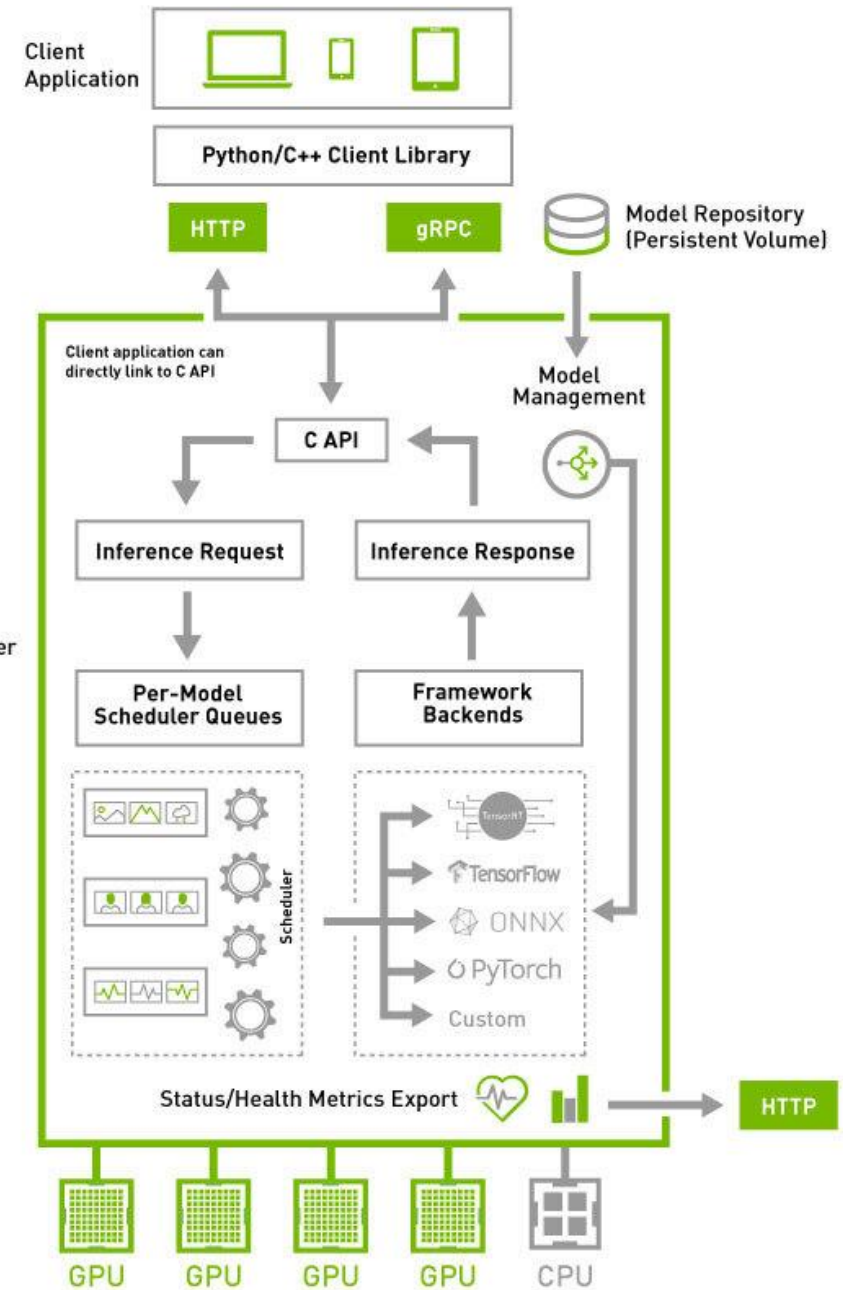 Client
Application
Python/C++ Client Library
HTTP
gRPC
Model Repository
(Persistent Volume)
Client application can
directly link to C API
Model
Management
C API
Inference Request
Inference Response
er
Per-Model
Scheduler Queues
Framework
Backends
Scheduler
TensorRT
TensorFlow
ONNX
PyTorch
Custom
Status/Health Metrics Export
HTTP
GPU
GPU
GPU
GPU
CPU